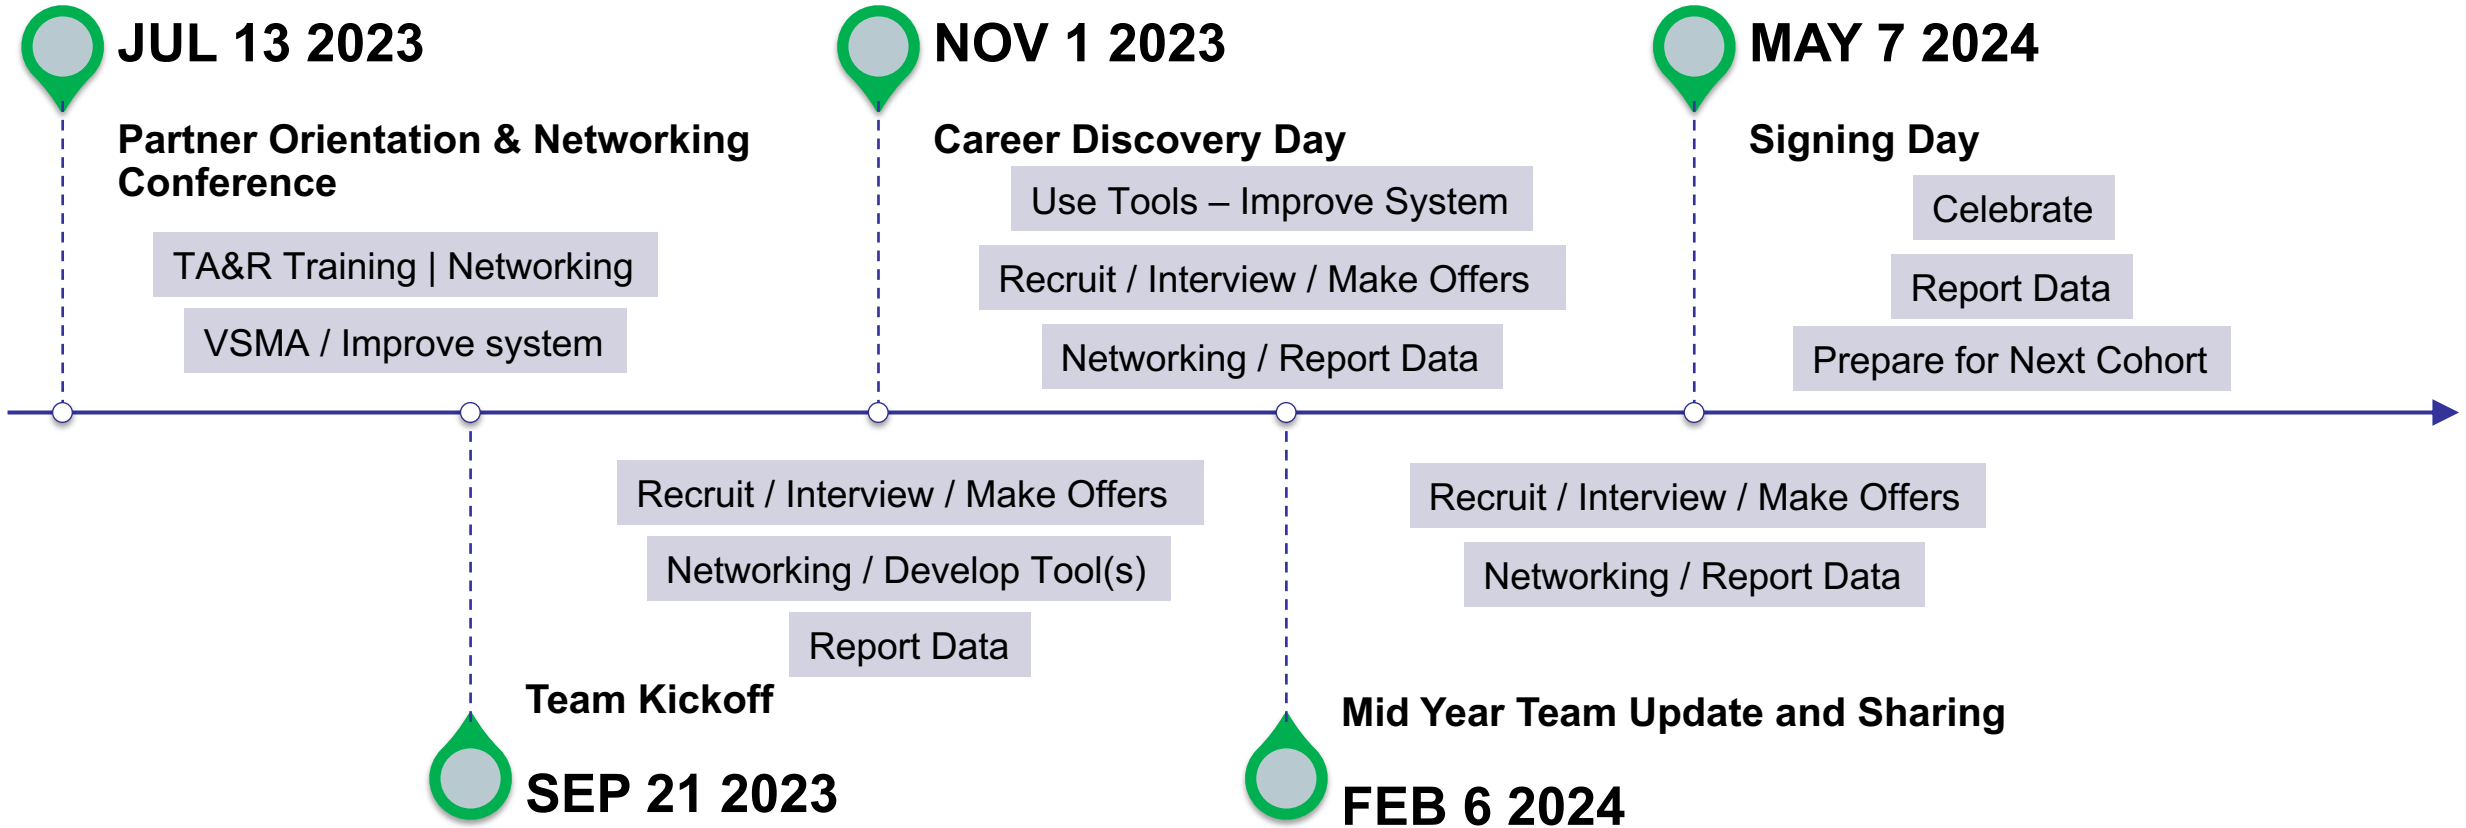 JUL 13 2023
Partner Orientation & Networking
Conference
TA&R Training | Networking
VSMA / Improve system
NOV 1 2023
Career Discovery Day
Use Tools – Improve System
Recruit / Interview / Make Offers
Networking / Report Data
MAY 7 2024
Signing Day
Celebrate
Report Data
Prepare for Next Cohort
Recruit / Interview / Make Offers
Networking / Develop Tool(s)
Report Data
Team Kickoff
SEP 21 2023
Recruit / Interview / Make Offers
Networking / Report Data
Mid Year Team Update and Sharing
FEB 6 2024